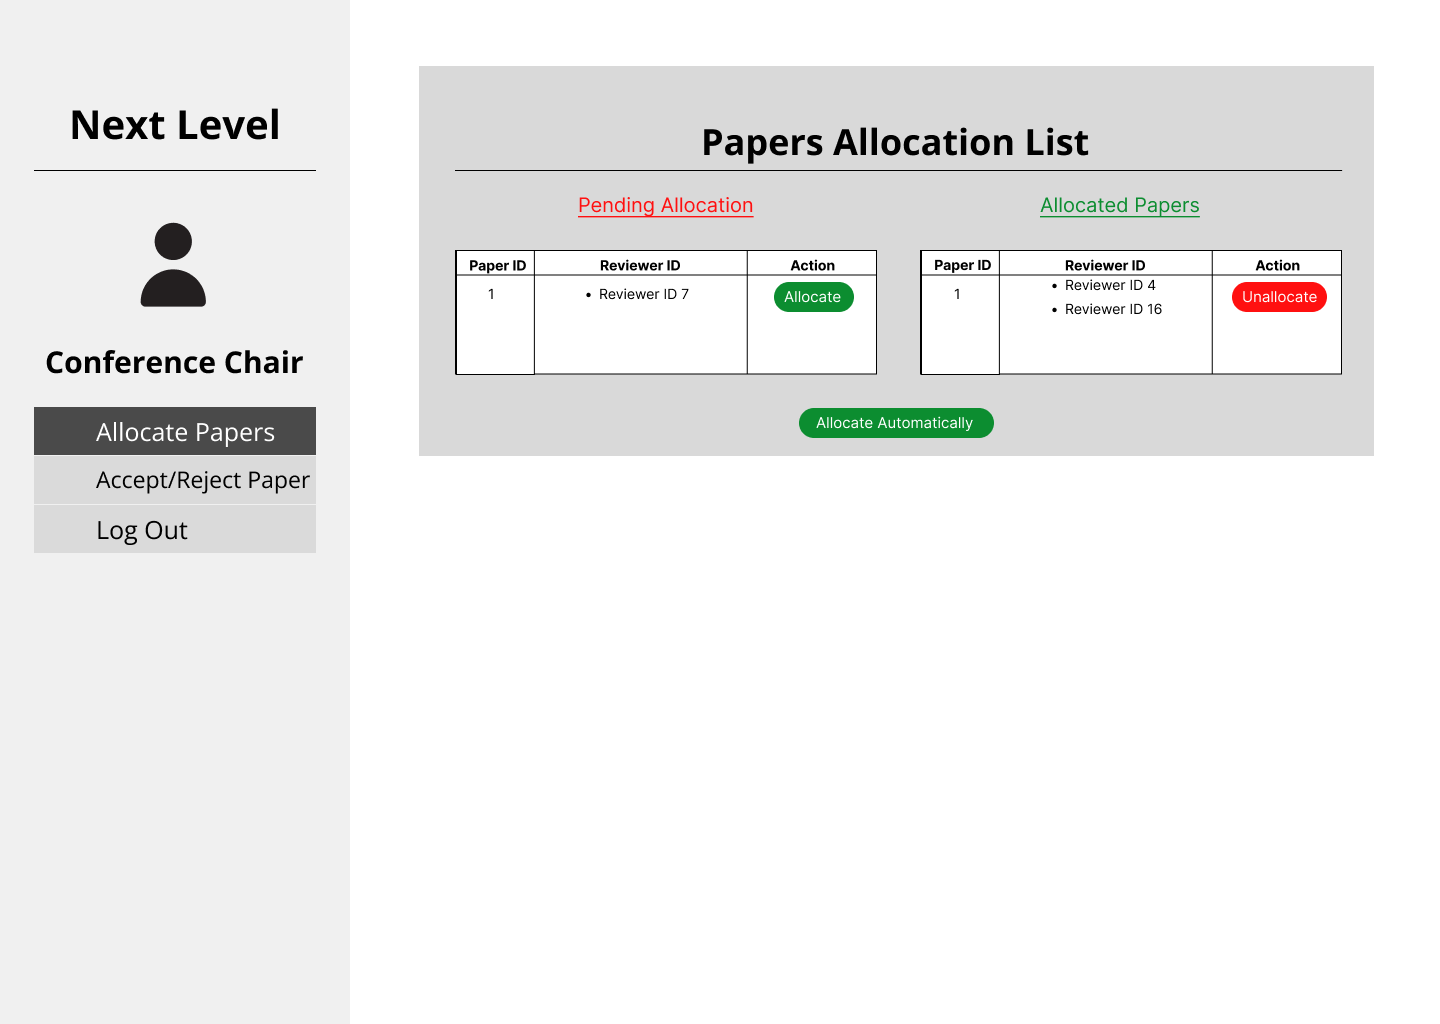 Next Level
Conference Chair
Allocate Papers
Accept/Reject Paper
Log Out
Papers Allocation List
Pending Allocation
Paper ID Reviewer ID Action
1 • Reviewer ID 7 Allocate
Allocated Papers
Paper ID Reviewer ID Action
1 • Reviewer ID 4 Unallocate
• Reviewer ID 16
Allocate Automatically